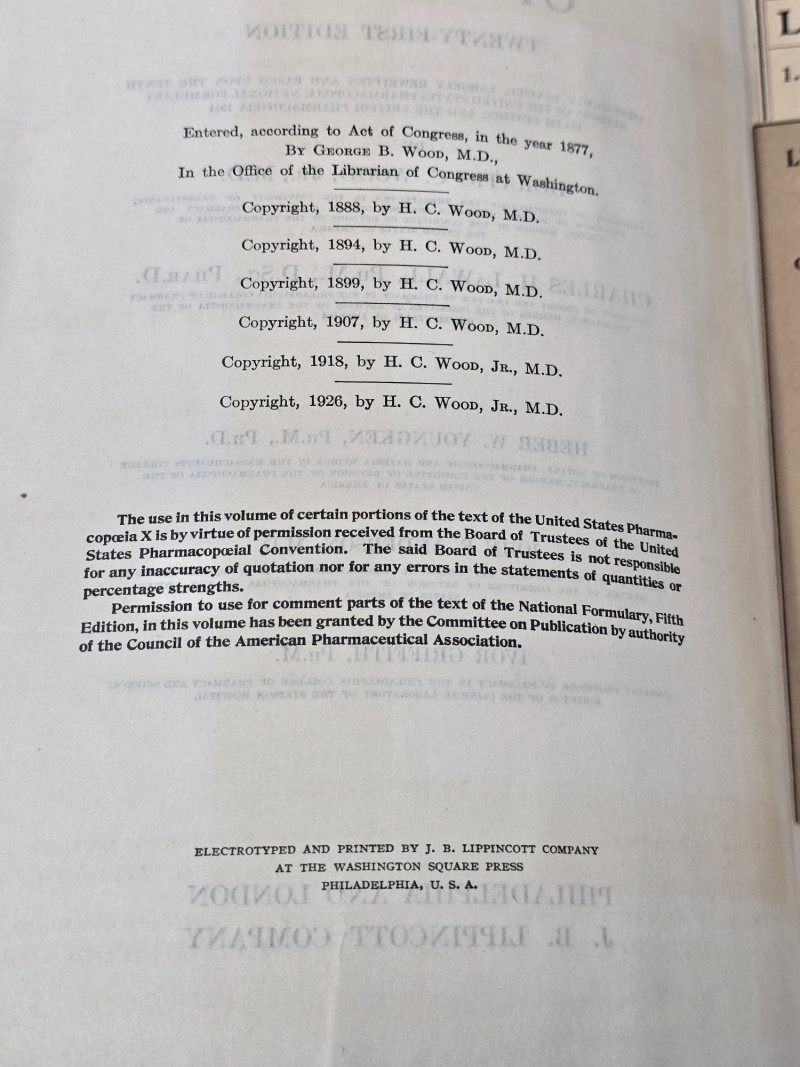 Entered, according to Act of Congress, in the year 1877,
By George B. Wood, M.D.,
In the Office of the Librarian of Congress at Washington.
Copyright, 1888, by H. C. Wood, M.D.
Copyright, 1894, by H. C. Wood, M.D.
Copyright, 1899, by H. C. Wood, M.D.
Copyright, 1907, by H. C. Wood, M.D.
Copyright, 1918, by H. C. Wood, Jr., M.D.
Copyright, 1926, by H. C. Wood, Jr., M.D.
The use in this volume of certain portions of the text of the United States Pharma-
copœia X is by virtue of permission received from the Board of Trustees of the United
States Pharmacopœial Convention. The said Board of Trustees is not responsible
for any inaccuracy of quotation nor for any errors in the statements of quantities or
percentage strengths.
Permission to use for comment parts of the text of the National Formulary, Fifth
Edition, in this volume has been granted by the Committee on Publication by authority
of the Council of the American Pharmaceutical Association.
ELECTROTYPED AND PRINTED BY J. B. LIPPINCOTT COMPANY
AT THE WASHINGTON SQUARE PRESS
PHILADELPHIA, U. S. A.
PHILADELPHIA AND LONDON
J. B. LIPPINCOTT COMPANY
L
1.
L